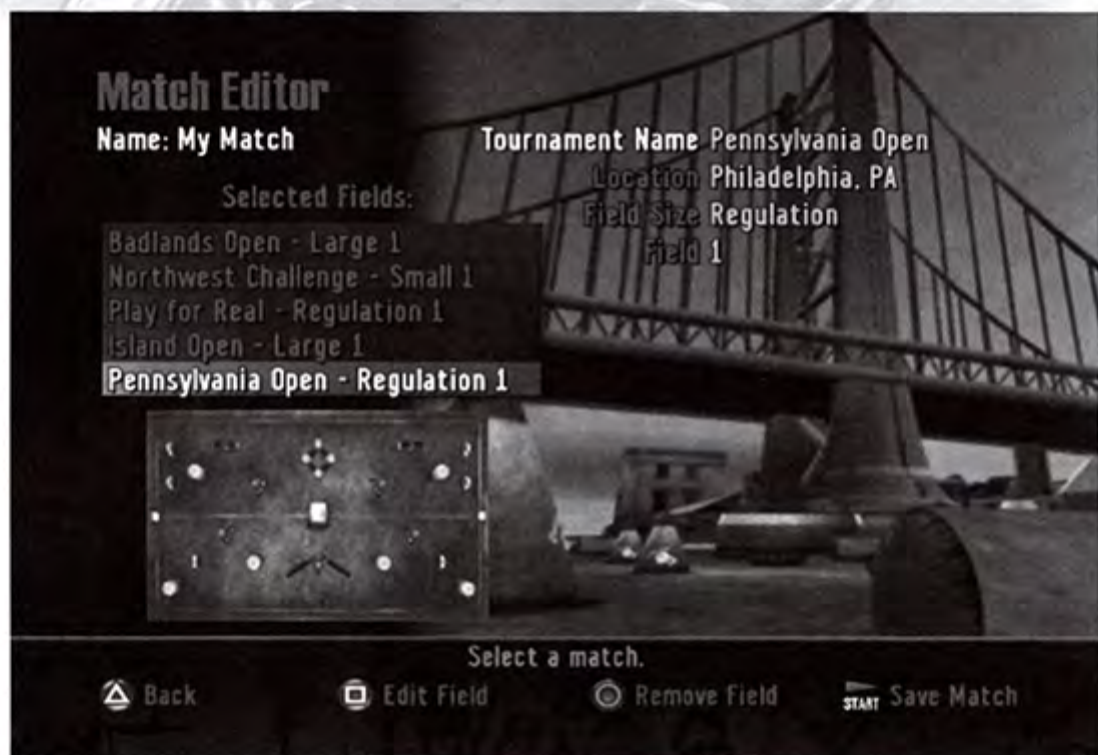 Match Editor
Name: My Match
Tournament Name Pennsylvania Open
Location Philadelphia, PA
Field Size Regulation
Field 1
Selected Fields:
Badlands Open - Large 1
Northwest Challenge - Small 1
Play for Real - Regulation 1
Island Open - Large 1
Pennsylvania Open - Regulation 1
Select a match.
Back
Edit Field
Remove Field
START Save Match